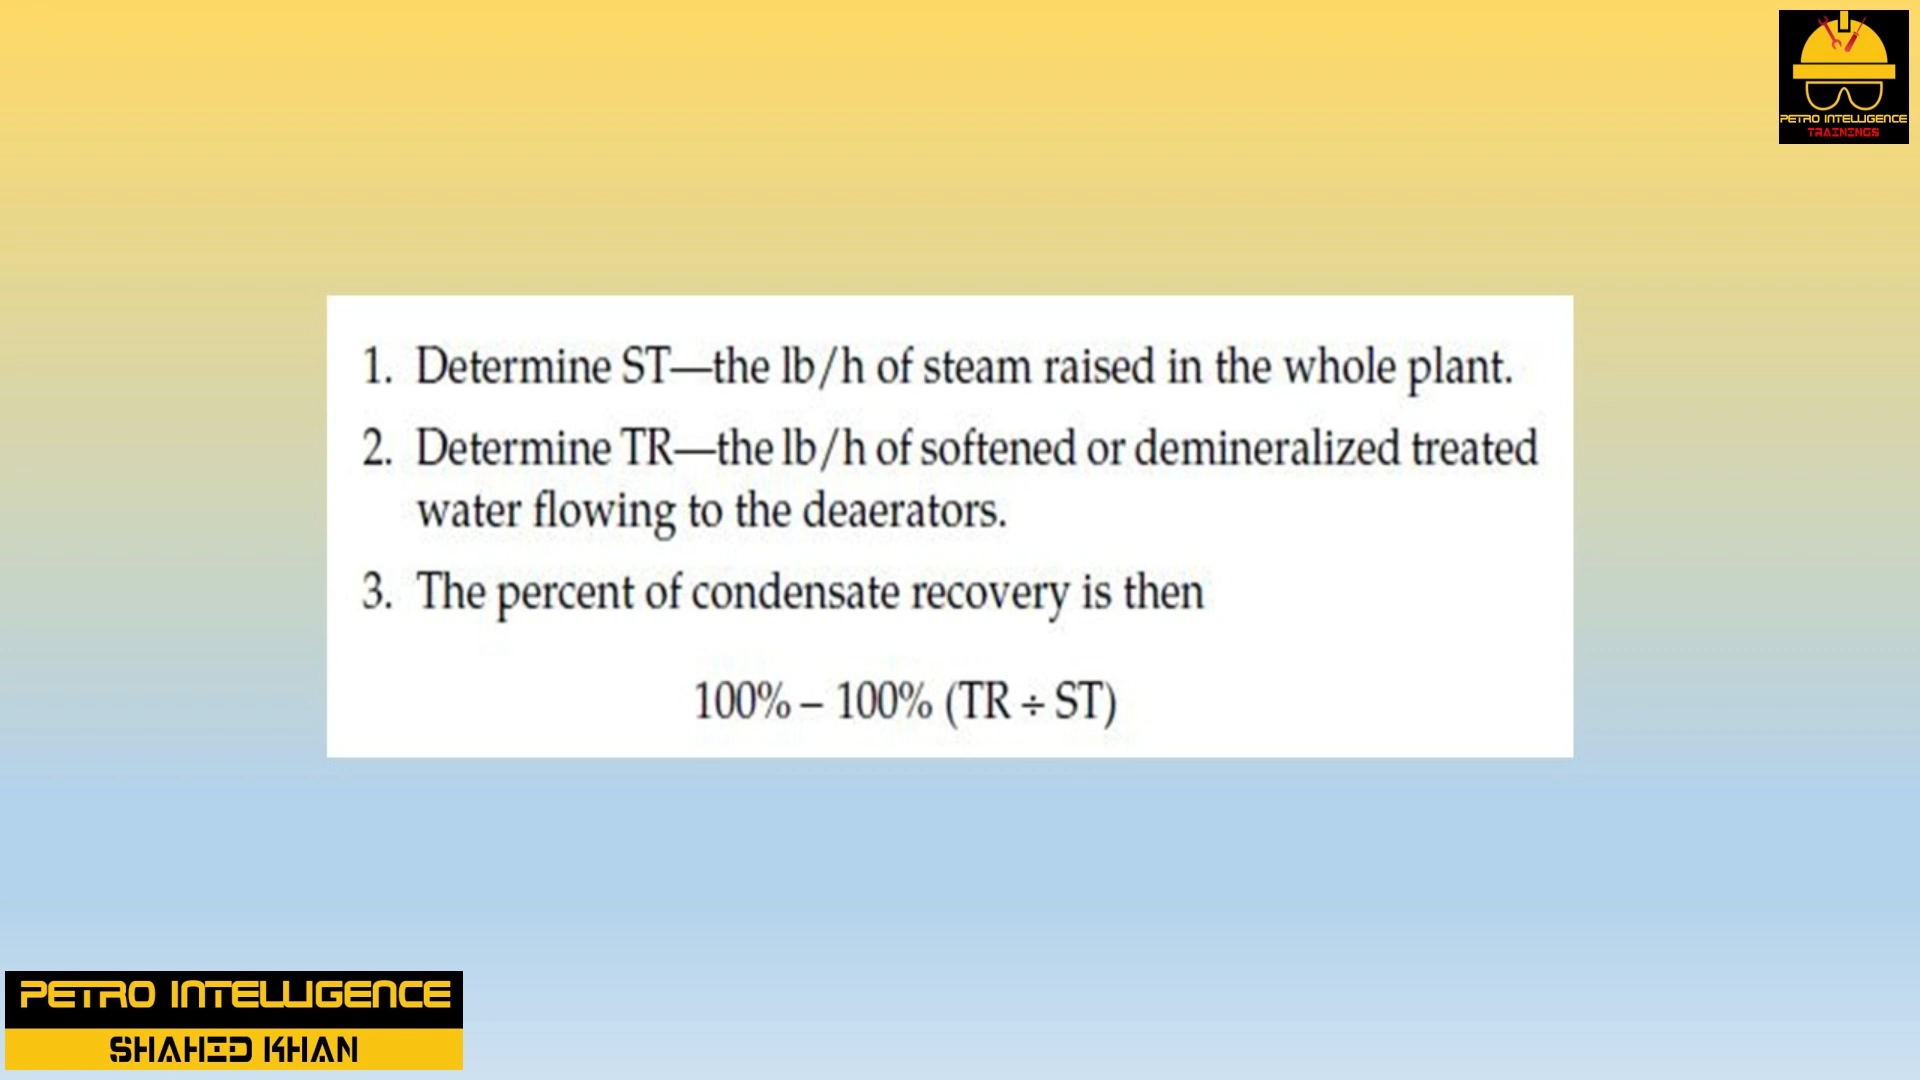 PETRO INTELLIGENCE
TRAININGS
1. Determine ST—the lb/h of steam raised in the whole plant.
2. Determine TR—the lb/h of softened or demineralized treated
water flowing to the deaerators.
3. The percent of condensate recovery is then
100% – 100% (TR ÷ ST)
PETRO INTELLIGENCE
SHAHID KHAN